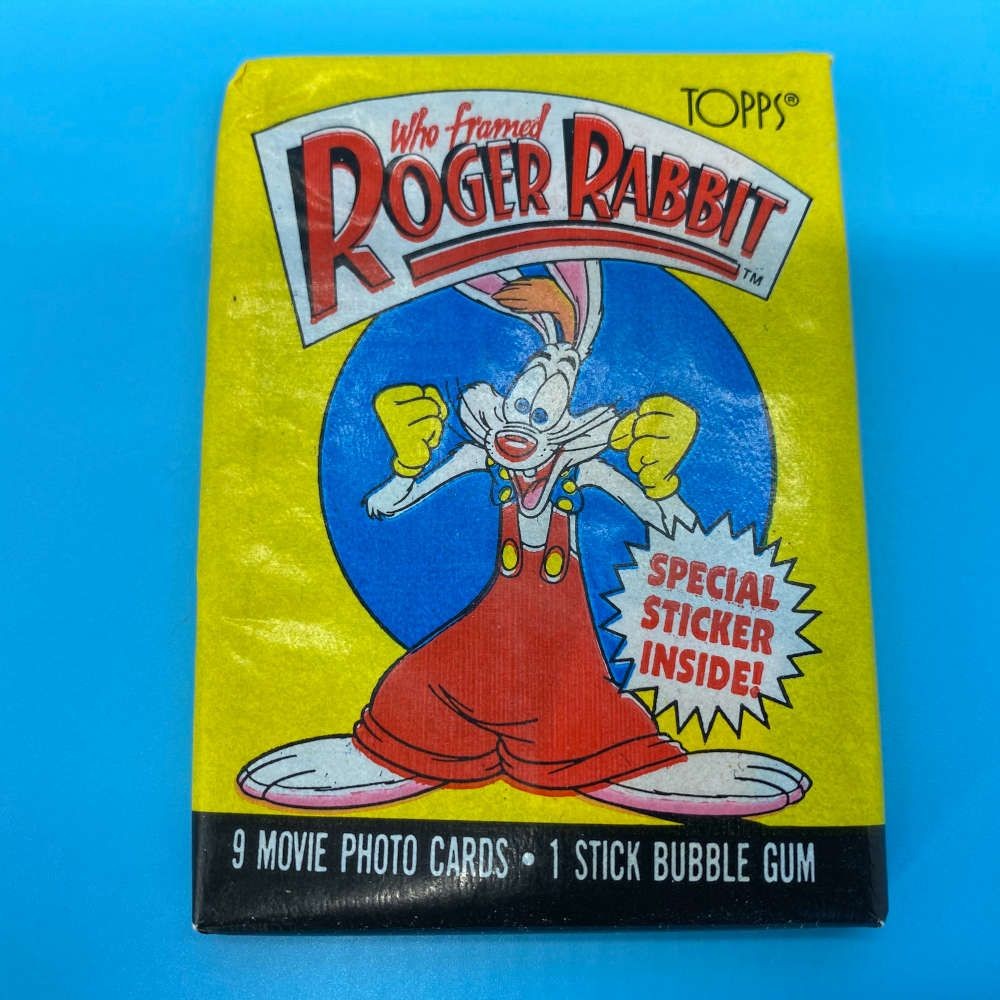 TOPPS®
Who framed
ROGER RABBIT
TM
SPECIAL
STICKER
INSIDE!
9 MOVIE PHOTO CARDS • 1 STICK BUBBLE GUM